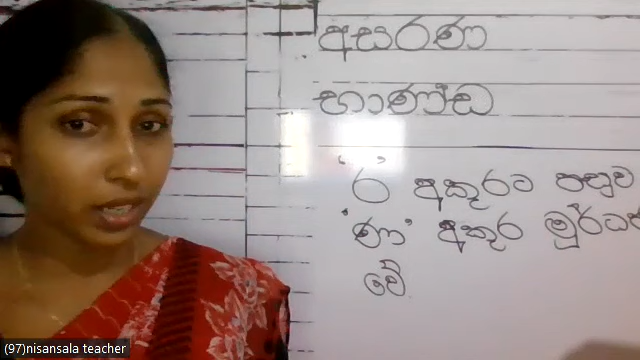 අසරණ
භාණ්ඩ
'ර' අකුරට පසුව
'ණ' අකුර
වේ
(97)nisansala teacher